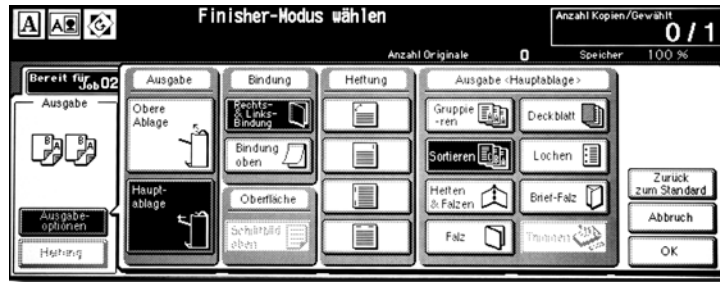 A A
Finisher-Modus wählen
Anzahl Kopien/Gewählt
0 / 1
Anzahl Originale 0 Speicher 100 %
Bereit für Job 02
Ausgabe
B A B A
Ausgabe-
optionen
Heftung
Ausgabe
Obere
Ablage
Haupt-
ablage
Bindung
Rechts-
& Links-
Bindung
Bindung
oben
Oberfläche
Schriftbild
oben
Heftung
Ausgabe <Hauptablage>
Gruppie
-ren
Deckblatt
Sortieren
Lochen
Heften
& Falzen
Brief-Falz
Falz
Trimmen
Zurück
zum Standard
Abbruch
OK